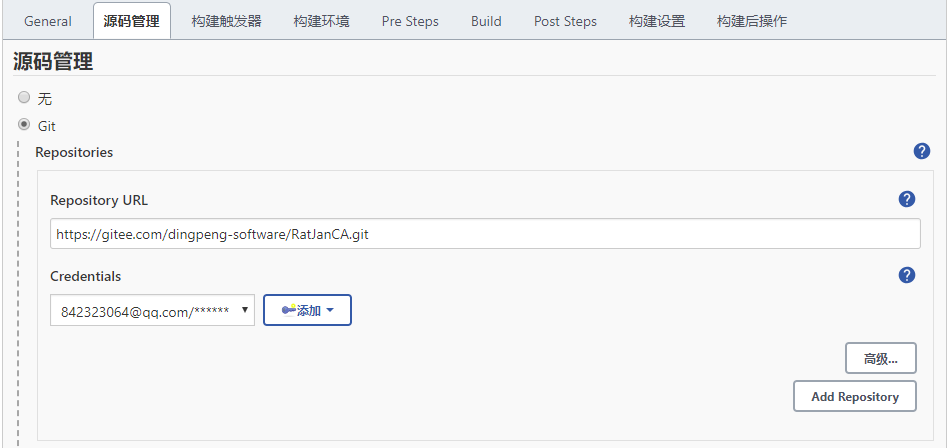 General 源码管理 构建触发器 构建环境 Pre Steps Build Post Steps 构建设置 构建后操作
源码管理
无
Git
Repositories
Repository URL
https://gitee.com/dingpeng-software/RatJanCA.git
Credentials
842323064@qq.com/****** 添加
高级...
Add Repository